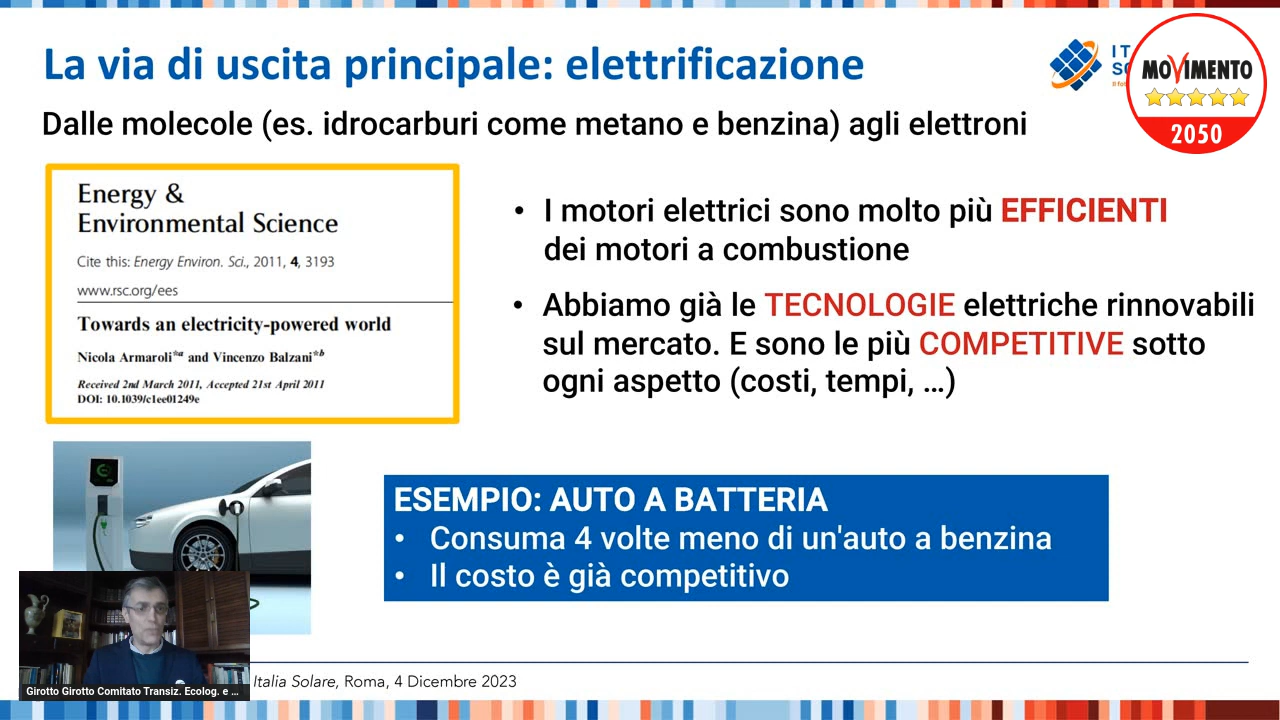 La via di uscita principale: elettrificazione
IT
SO
MOVIMENTO
2050
Dalle molecole (es. idrocarburi come metano e benzina) agli elettroni
Energy &
Environmental Science
Cite this: Energy Environ. Sci., 2011, 4, 3193
www.rsc.org/ees
Towards an electricity-powered world
Nicola Armaroli*a and Vincenzo Balzani*b
Received 2nd March 2011, Accepted 21st April 2011
DOI: 10.1039/c1ee01249e
• I motori elettrici sono molto più EFFICIENTI
dei motori a combustione
• Abbiamo già le TECNOLOGIE elettriche rinnovabili
sul mercato. E sono le più COMPETITIVE sotto
ogni aspetto (costi, tempi, ...)
ESEMPIO: AUTO A BATTERIA
• Consuma 4 volte meno di un'auto a benzina
• Il costo è già competitivo
Italia Solare, Roma, 4 Dicembre 2023
Girotto Girotto Comitato Transiz. Ecolog. e ...